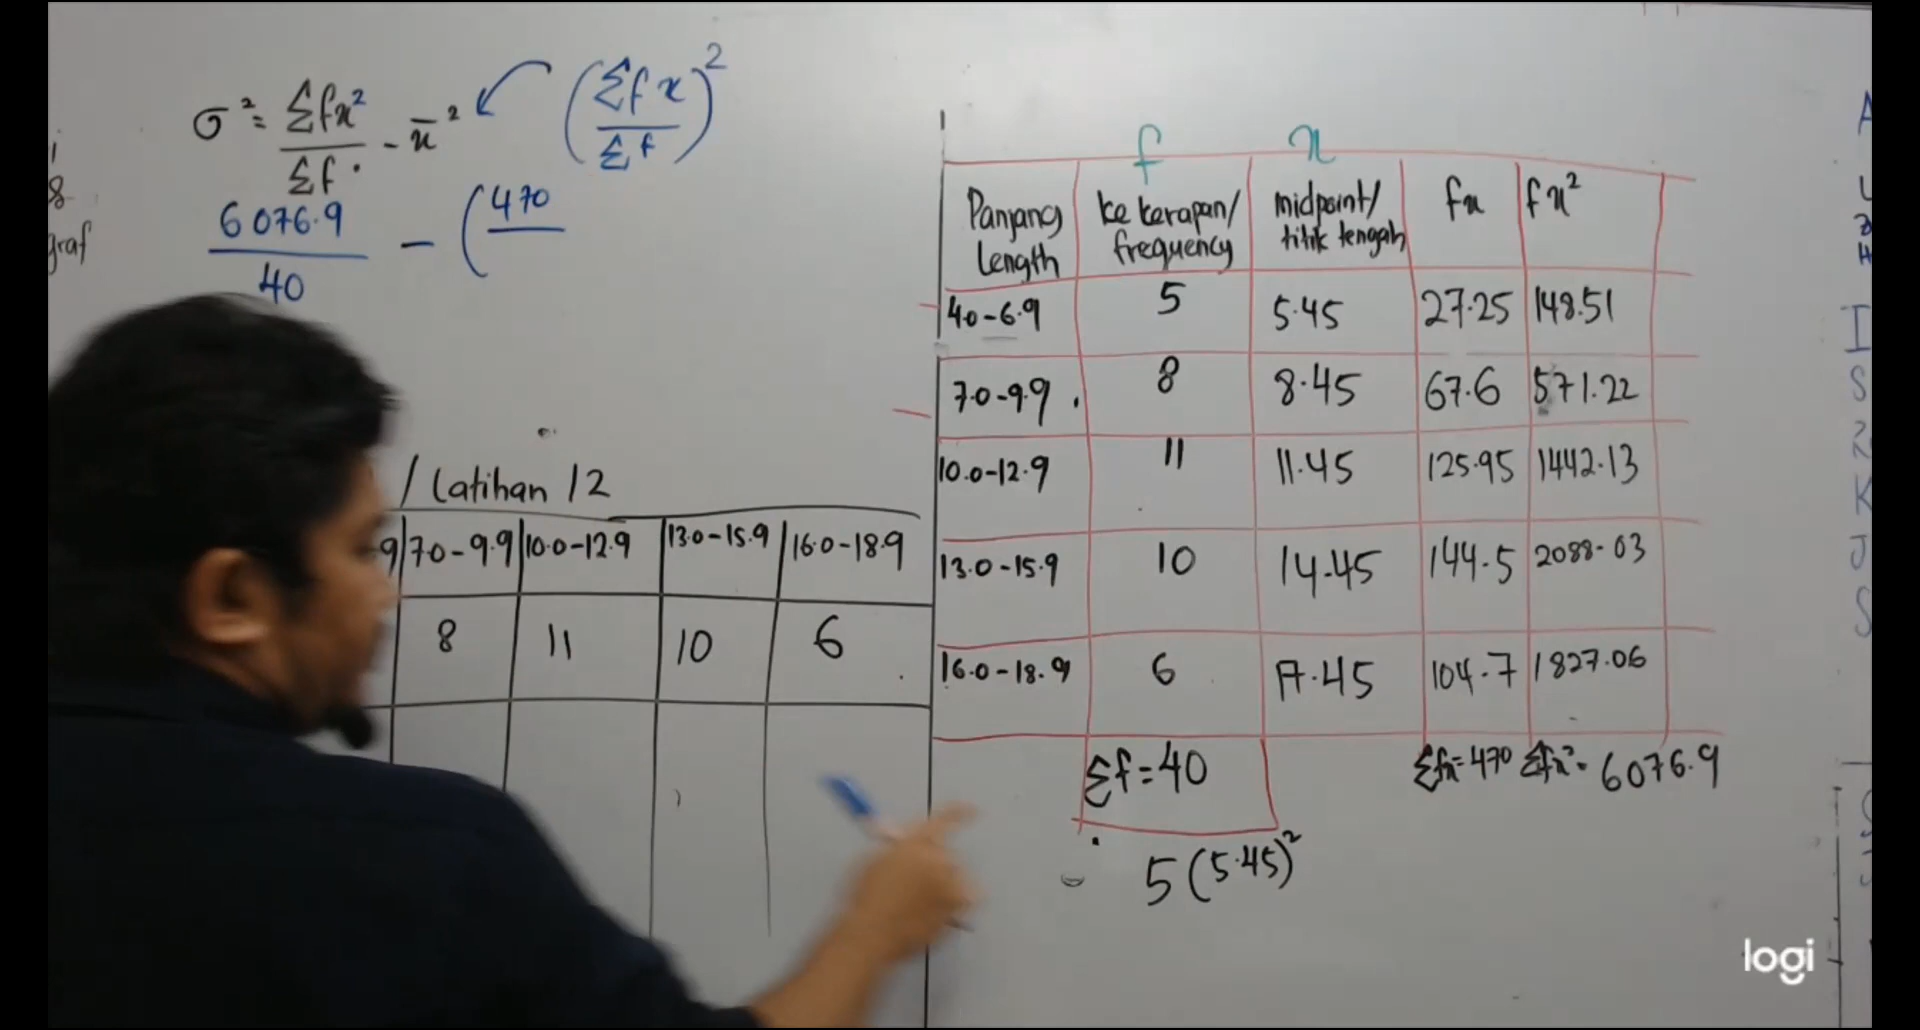 σ² = Σfx² / Σf - x̄² (Σfx / Σf)²
6076.9 / 40 - (470
8
graf
/ Latihan 12
9 | 7.0-9.9 | 10.0-12.9 | 13.0-15.9 | 16.0-18.9
8 | 11 | 10 | 6
f x
Panjang Length | kekerapan/ frequency | midpoint/ titik tengah | fx | fx²
4.0-6.9 | 5 | 5.45 | 27.25 | 148.51
7.0-9.9 | 8 | 8.45 | 67.6 | 571.22
10.0-12.9 | 11 | 11.45 | 125.95 | 1442.13
13.0-15.9 | 10 | 14.45 | 144.5 | 2088.03
16.0-18.9 | 6 | 17.45 | 104.7 | 1827.06
Σf=40 Σfx=470 Σfx²= 6076.9
5(5.45)²
I
S
K
J
S
logi